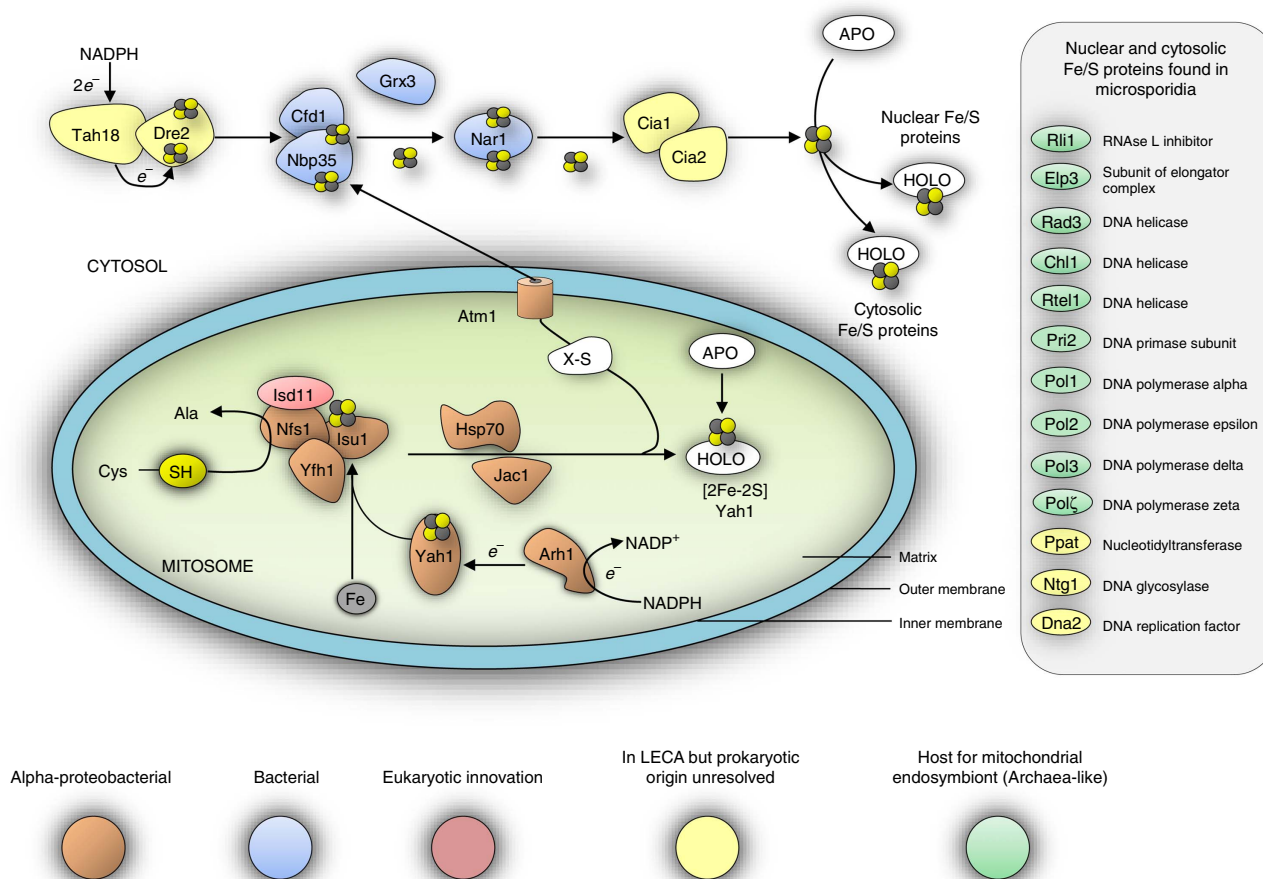 NADPH
2e⁻
Tah18
Dre2
e⁻
Cfd1
Nbp35
Grx3
Nar1
Cia1
Cia2
APO
Nuclear Fe/S
proteins
HOLO
HOLO
Cytosolic
Fe/S proteins
CYTOSOL
Atm1
X-S
APO
Isd11
Ala
Nfs1
Isu1
Hsp70
Cys
SH
Yfh1
Jac1
HOLO
[2Fe-2S]
Yah1
Yah1
e⁻
Arh1
NADP⁺
e⁻
NADPH
MITOSOME
Fe
Matrix
Outer membrane
Inner membrane
Nuclear and cytosolic
Fe/S proteins found in
microsporidia
Rli1 RNAse L inhibitor
Elp3 Subunit of elongator
complex
Rad3 DNA helicase
Chl1 DNA helicase
Rtel1 DNA helicase
Pri2 DNA primase subunit
Pol1 DNA polymerase alpha
Pol2 DNA polymerase epsilon
Pol3 DNA polymerase delta
Polζ DNA polymerase zeta
Ppat Nucleotidyltransferase
Ntg1 DNA glycosylase
Dna2 DNA replication factor
Alpha-proteobacterial
Bacterial
Eukaryotic innovation
In LECA but prokaryotic
origin unresolved
Host for mitochondrial
endosymbiont (Archaea-like)